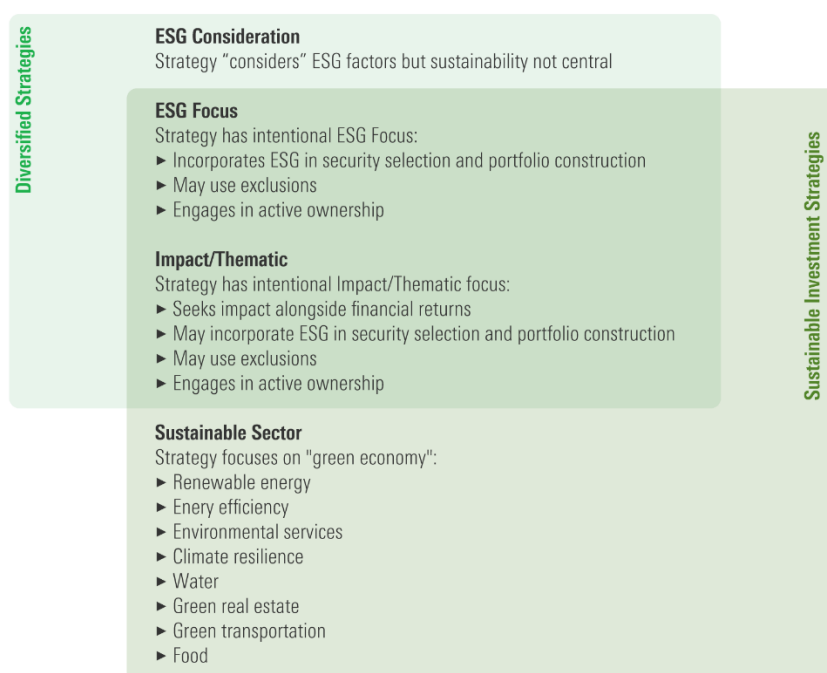 Diversified Strategies
ESG Consideration
Strategy “considers” ESG factors but sustainability not central
ESG Focus
Strategy has intentional ESG Focus:
► Incorporates ESG in security selection and portfolio construction
► May use exclusions
► Engages in active ownership
Impact/Thematic
Strategy has intentional Impact/Thematic focus:
► Seeks impact alongside financial returns
► May incorporate ESG in security selection and portfolio construction
► May use exclusions
► Engages in active ownership
Sustainable Investment Strategies
Sustainable Sector
Strategy focuses on "green economy":
► Renewable energy
► Enery efficiency
► Environmental services
► Climate resilience
► Water
► Green real estate
► Green transportation
► Food